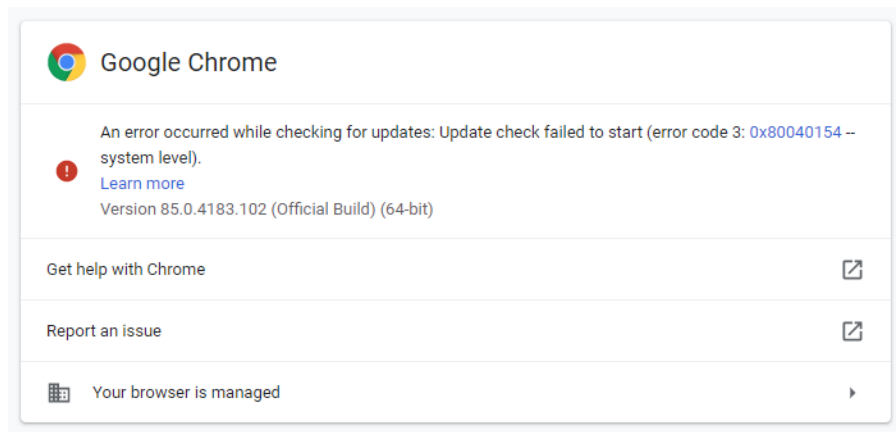 Google Chrome
An error occurred while checking for updates: Update check failed to start (error code 3: 0x80040154 --
system level).
Learn more
Version 85.0.4183.102 (Official Build) (64-bit)
Get help with Chrome
Report an issue
Your browser is managed